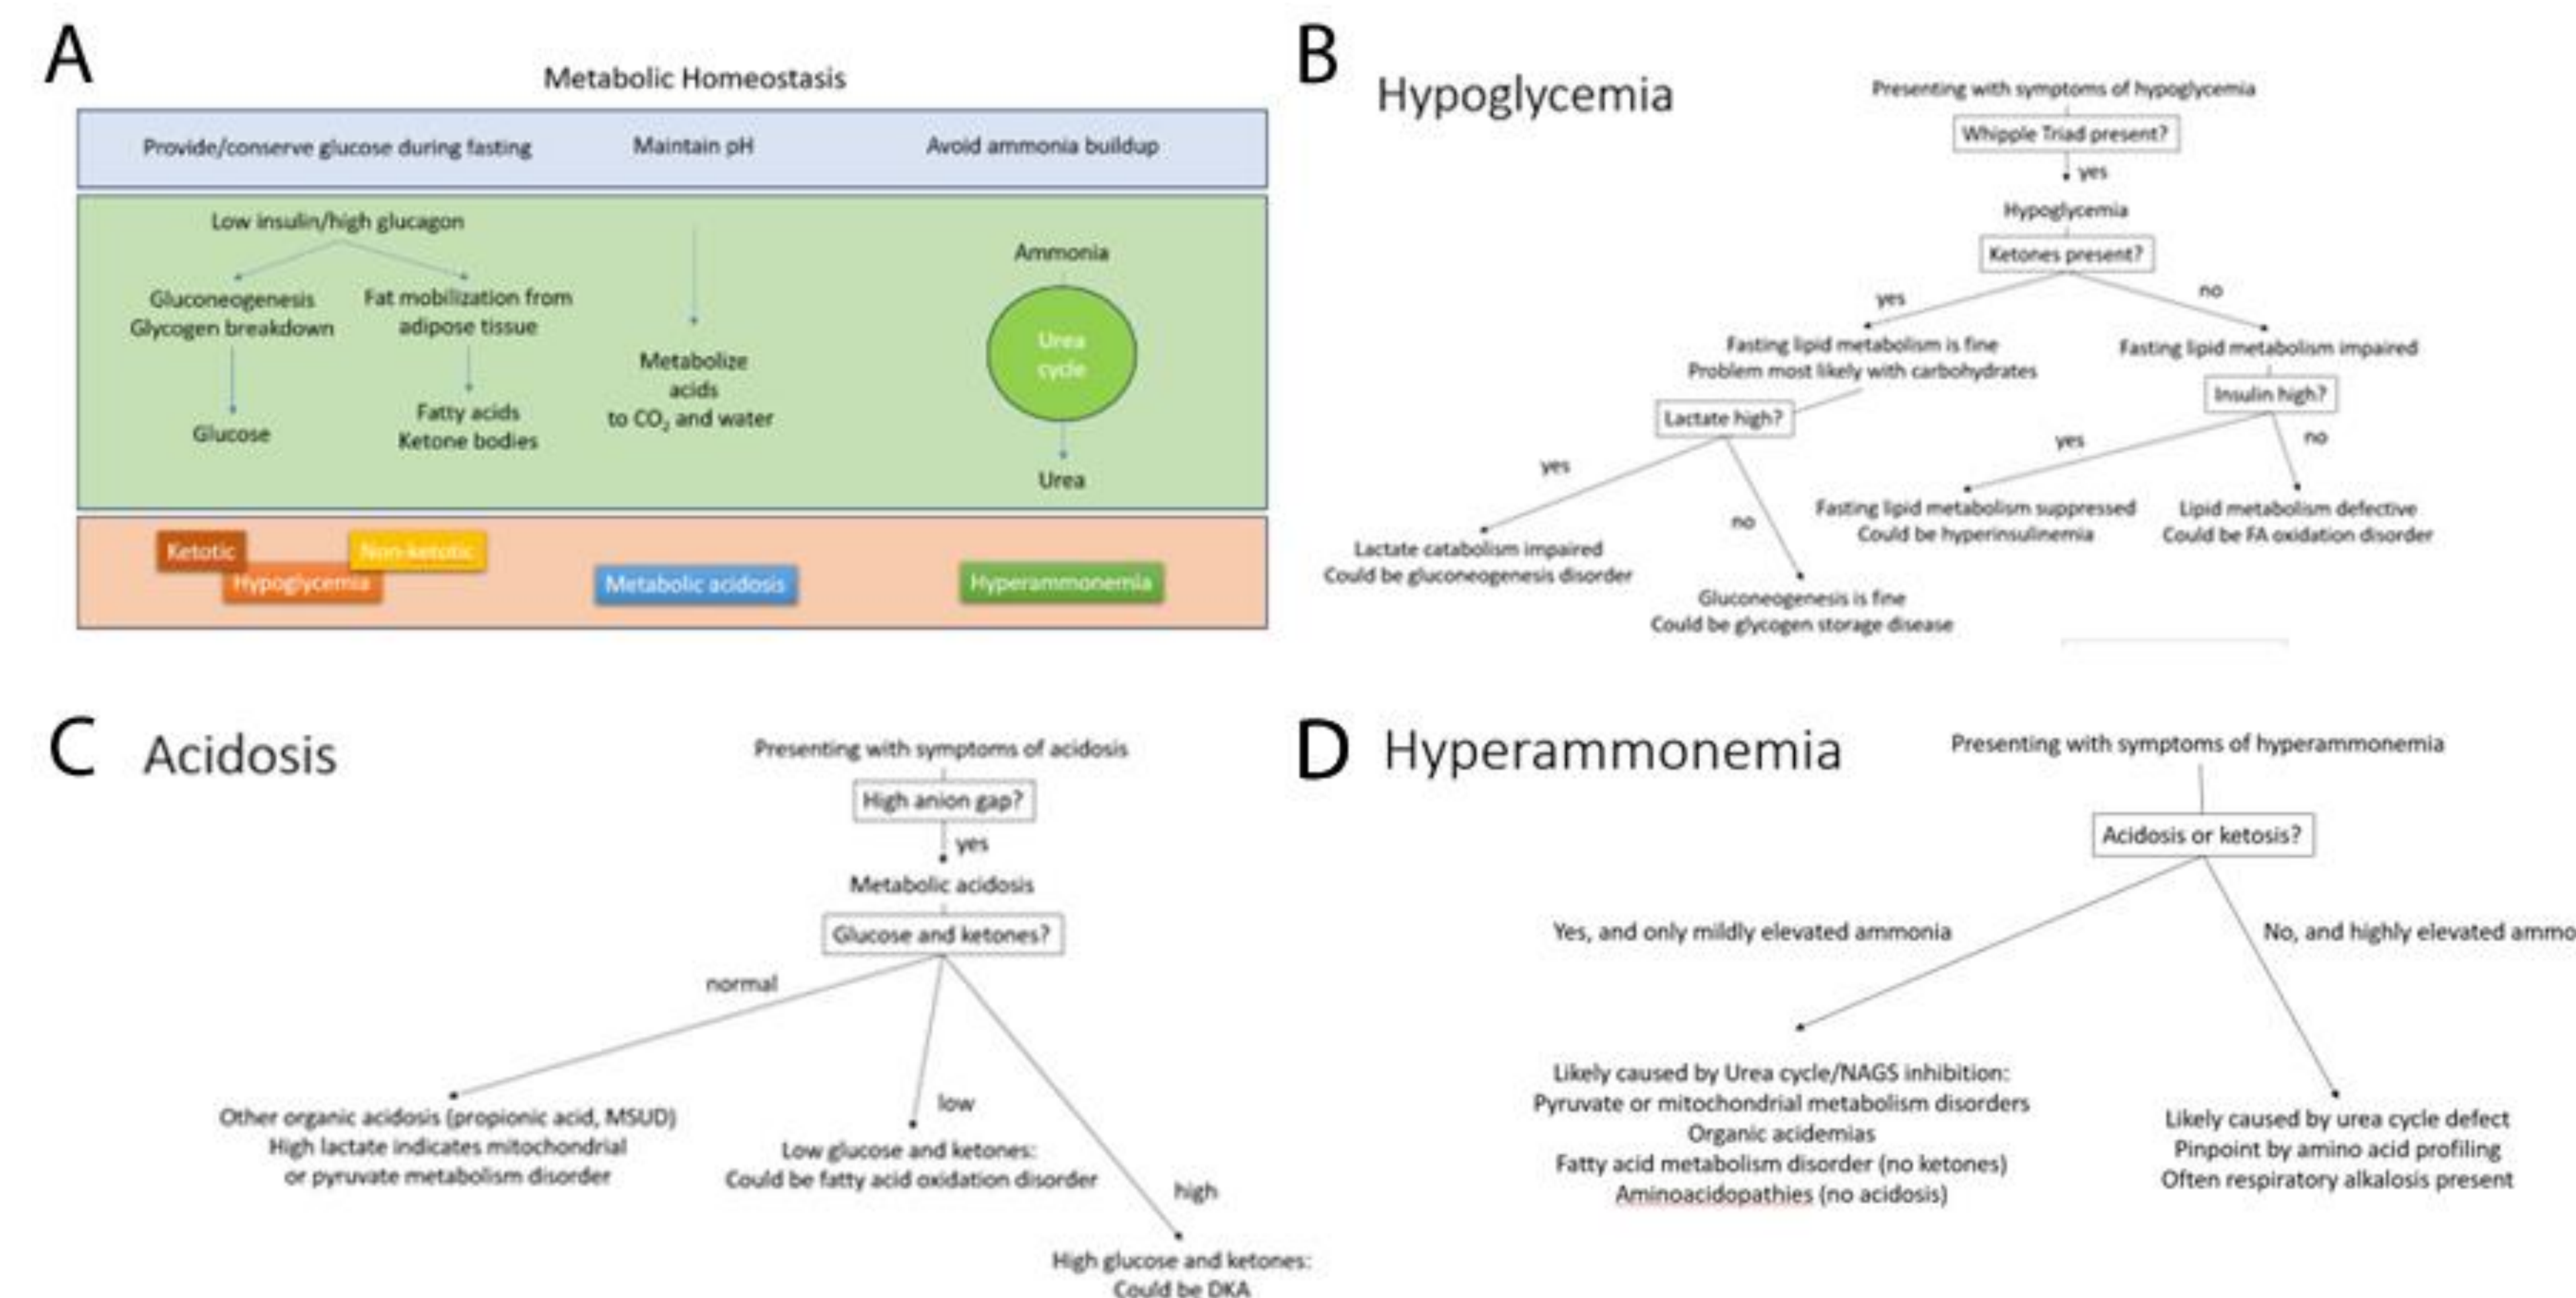 A
Metabolic Homeostasis
Provide/conserve glucose during fasting
Maintain pH
Avoid ammonia buildup
Low insulin/high glucagon
Gluconeogenesis
Glycogen breakdown
Glucose
Fat mobilization from
adipose tissue
Fatty acids
Ketone bodies
Metabolize
acids
to CO₂ and water
Ammonia
Urea
cycle
Urea
Ketotic
Non-ketotic
Hypoglycemia
Metabolic acidosis
Hyperammonemia
B
Hypoglycemia
Presenting with symptoms of hypoglycemia
Whipple Triad present?
yes
Hypoglycemia
Ketones present?
yes
no
Fasting lipid metabolism is fine
Problem most likely with carbohydrates
Fasting lipid metabolism impaired
Lactate high?
Insulin high?
yes
no
yes
no
Lactate catabolism impaired
Could be gluconeogenesis disorder
Gluconeogenesis is fine
Could be glycogen storage disease
Fasting lipid metabolism suppressed
Could be hyperinsulinemia
Lipid metabolism defective
Could be FA oxidation disorder
C
Acidosis
Presenting with symptoms of acidosis
High anion gap?
yes
Metabolic acidosis
Glucose and ketones?
normal
low
high
Other organic acidosis (propionic acid, MSUD)
High lactate indicates mitochondrial
or pyruvate metabolism disorder
Low glucose and ketones:
Could be fatty acid oxidation disorder
High glucose and ketones:
Could be DKA
D
Hyperammonemia
Presenting with symptoms of hyperammonemia
Acidosis or ketosis?
Yes, and only mildly elevated ammonia
No, and highly elevated ammo
Likely caused by Urea cycle/NAGS inhibition:
Pyruvate or mitochondrial metabolism disorders
Organic acidemias
Fatty acid metabolism disorder (no ketones)
Aminoacidopathies (no acidosis)
Likely caused by urea cycle defect
Pinpoint by amino acid profiling
Often respiratory alkalosis present